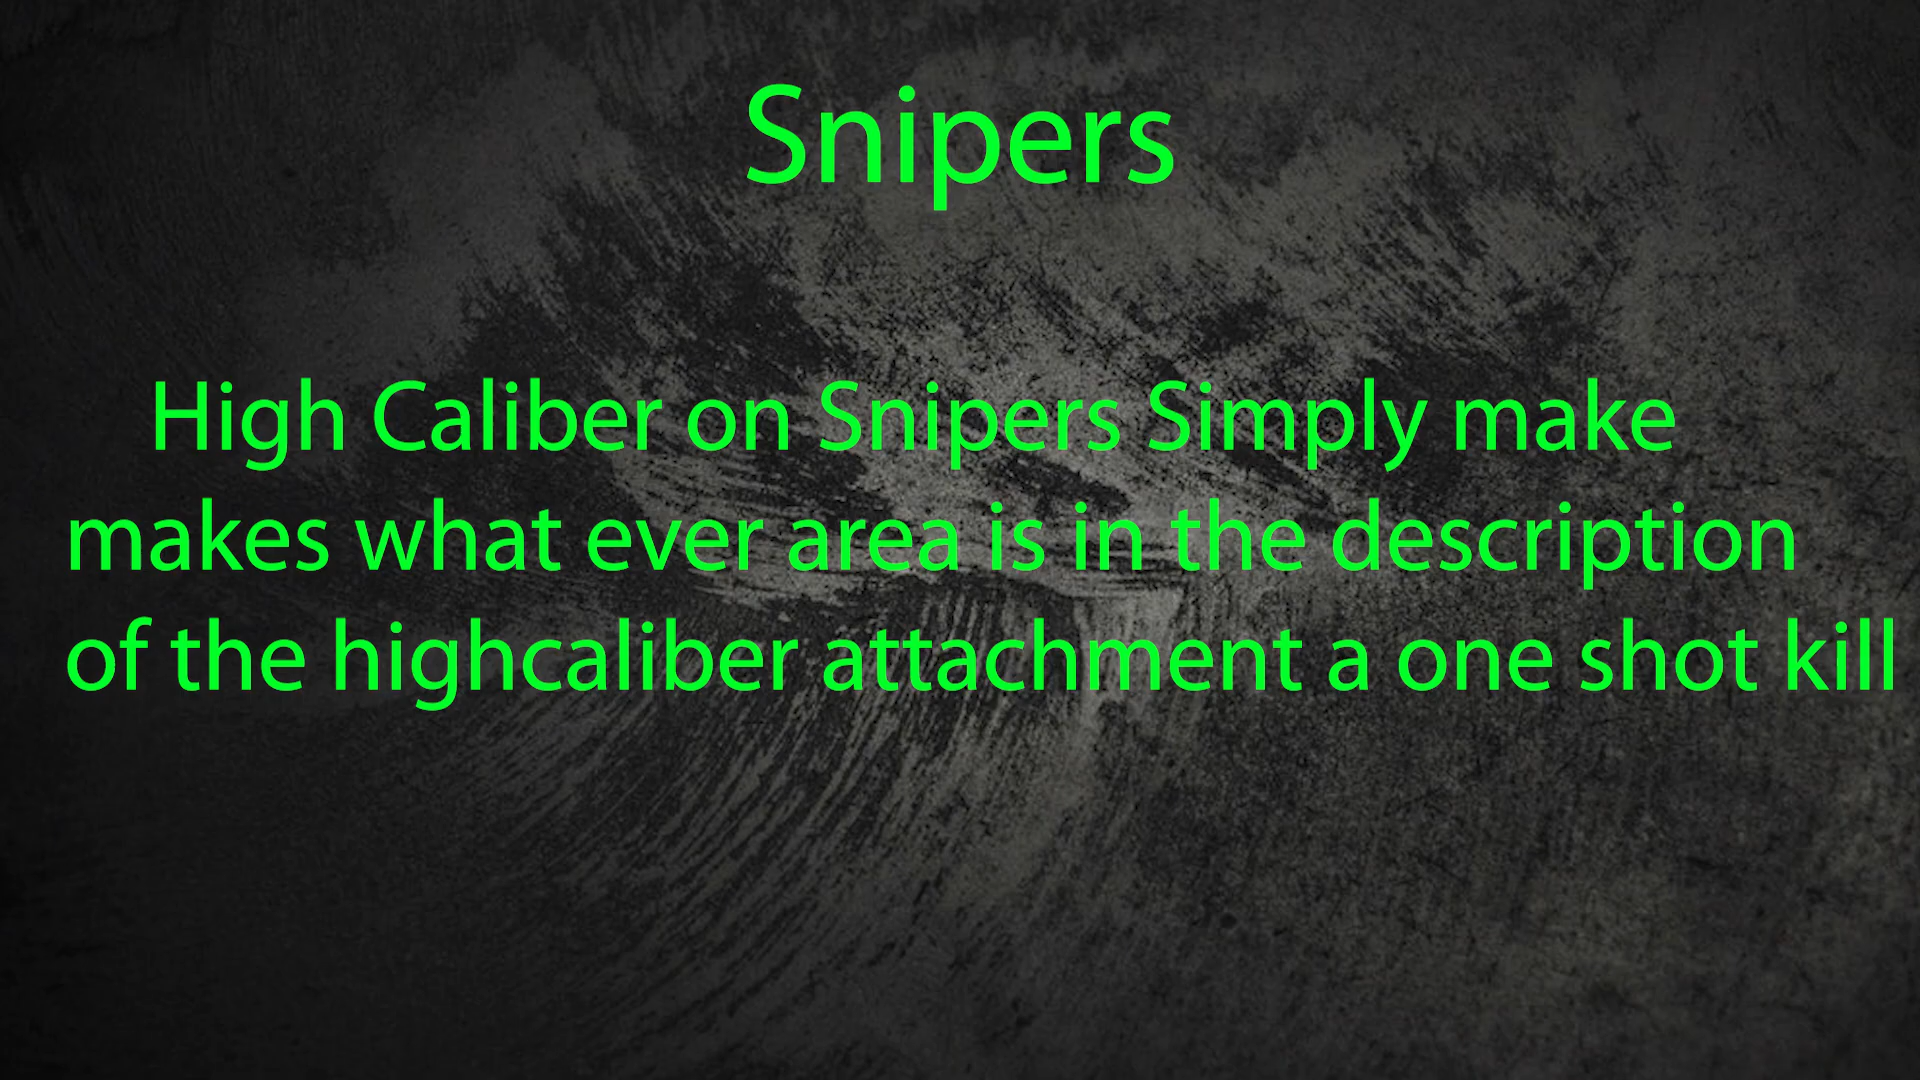 Snipers
High Caliber on Snipers Simply make
makes what ever area is in the description
of the highcaliber attachment a one shot kill